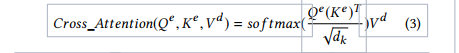 Cross_Attention(Q^e, K^e, V^d) = softmax(Q^e(K^e)^T / √d_k)V^d (3)